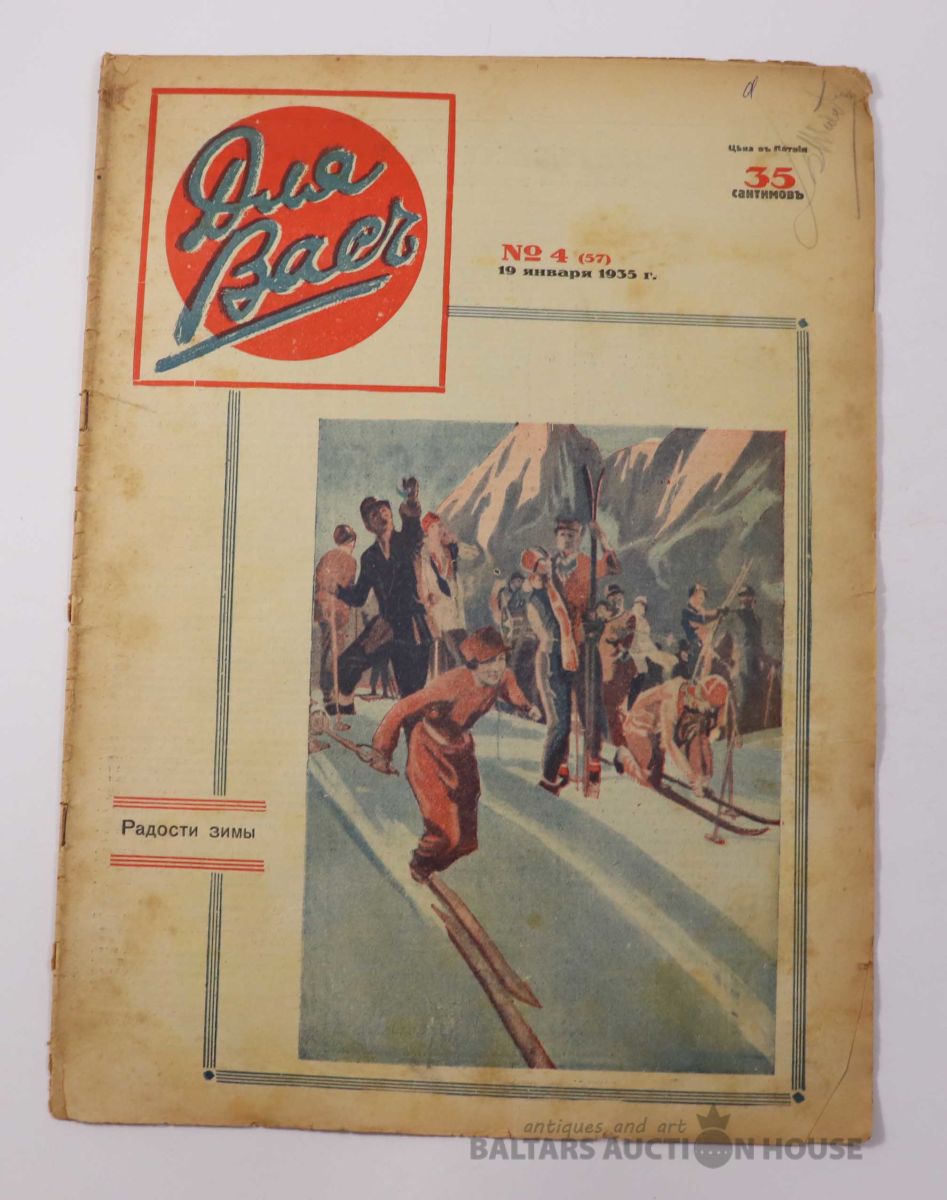 Для
Васъ
Цѣна въ Латвіи
35
сантимовъ
№ 4 (57)
19 января 1935 г.
Радости зимы
antiques and art
BALTARS AUCTION HOUSE